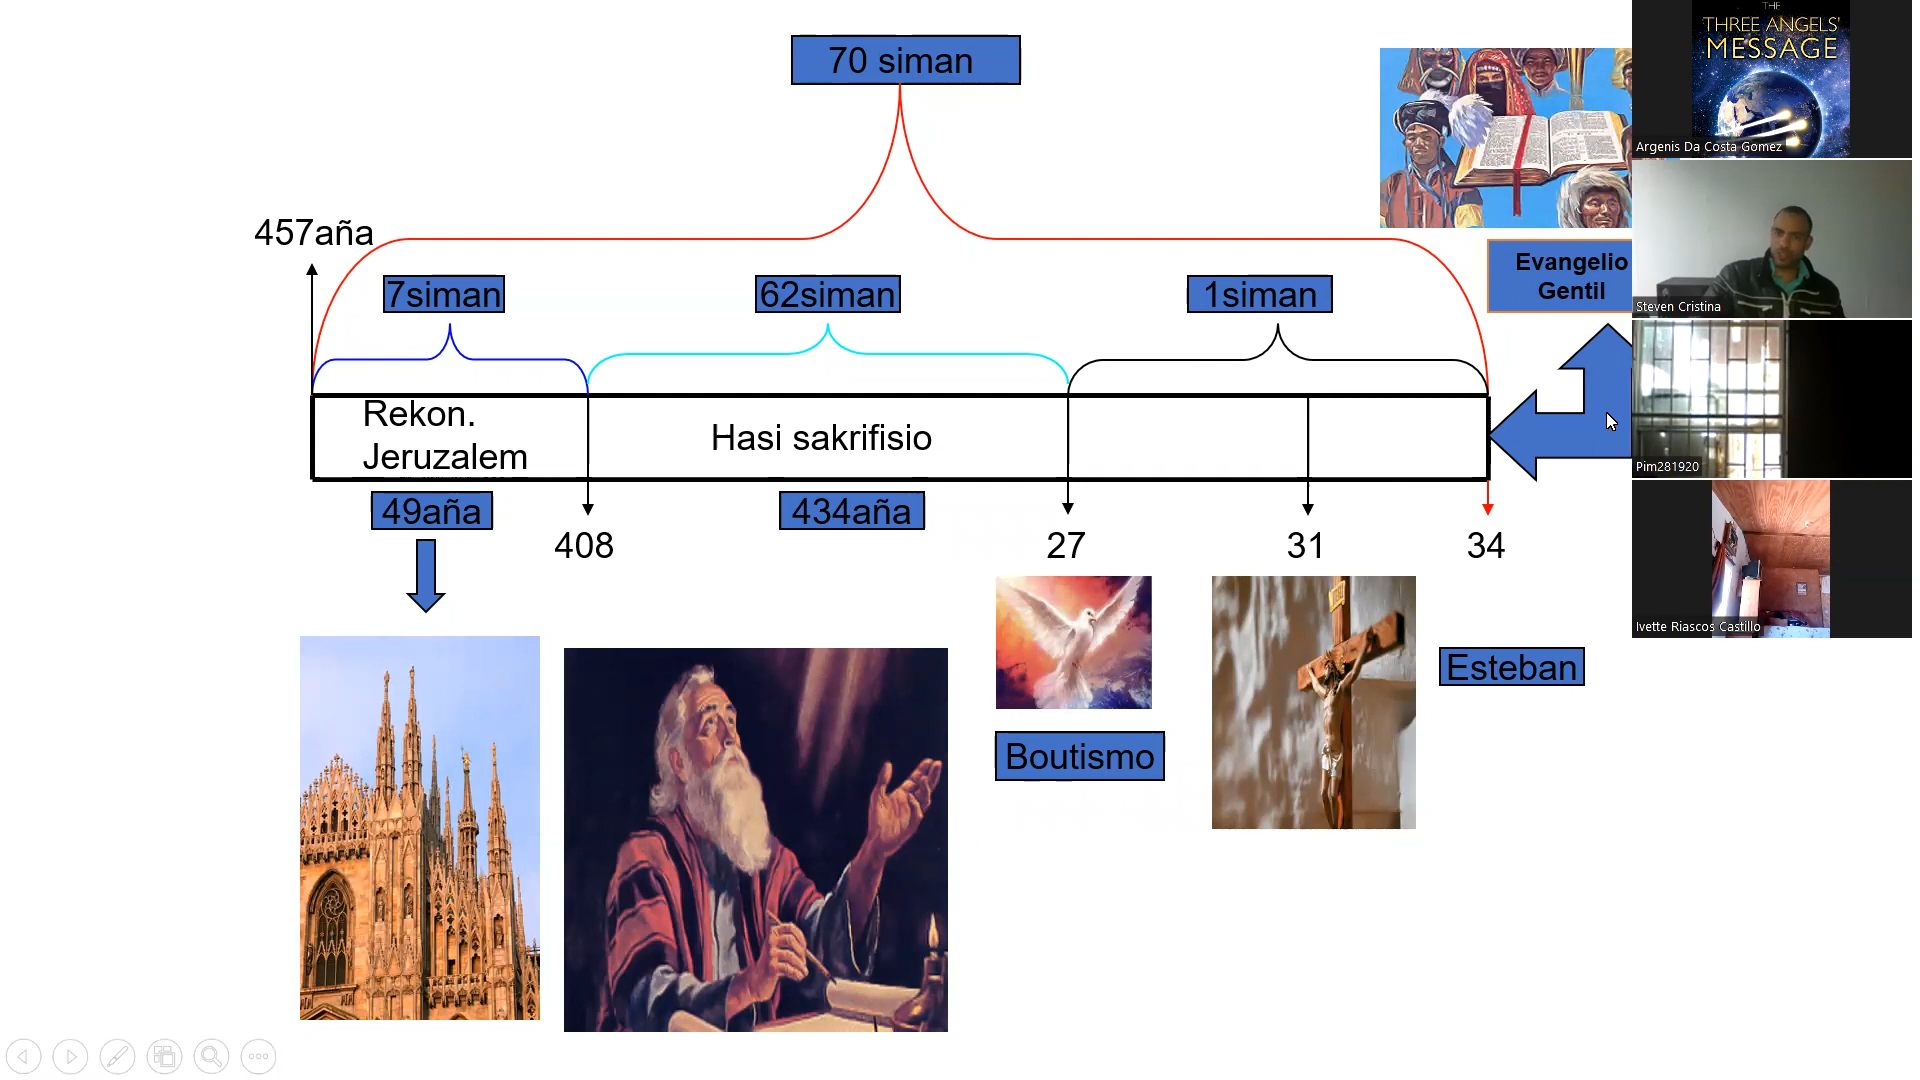 70 siman
457aña
7siman
62siman
1siman
Evangelio
Gentil
Rekon.
Jeruzalem
Hasi sakrifisio
49aña
434aña
408
27
31
34
Boutismo
Esteban
THE
THREE ANGELS'
MESSAGE
Argenis Da Costa Gomez
Steven Cristina
Pim281920
Ivette Riascos Castillo